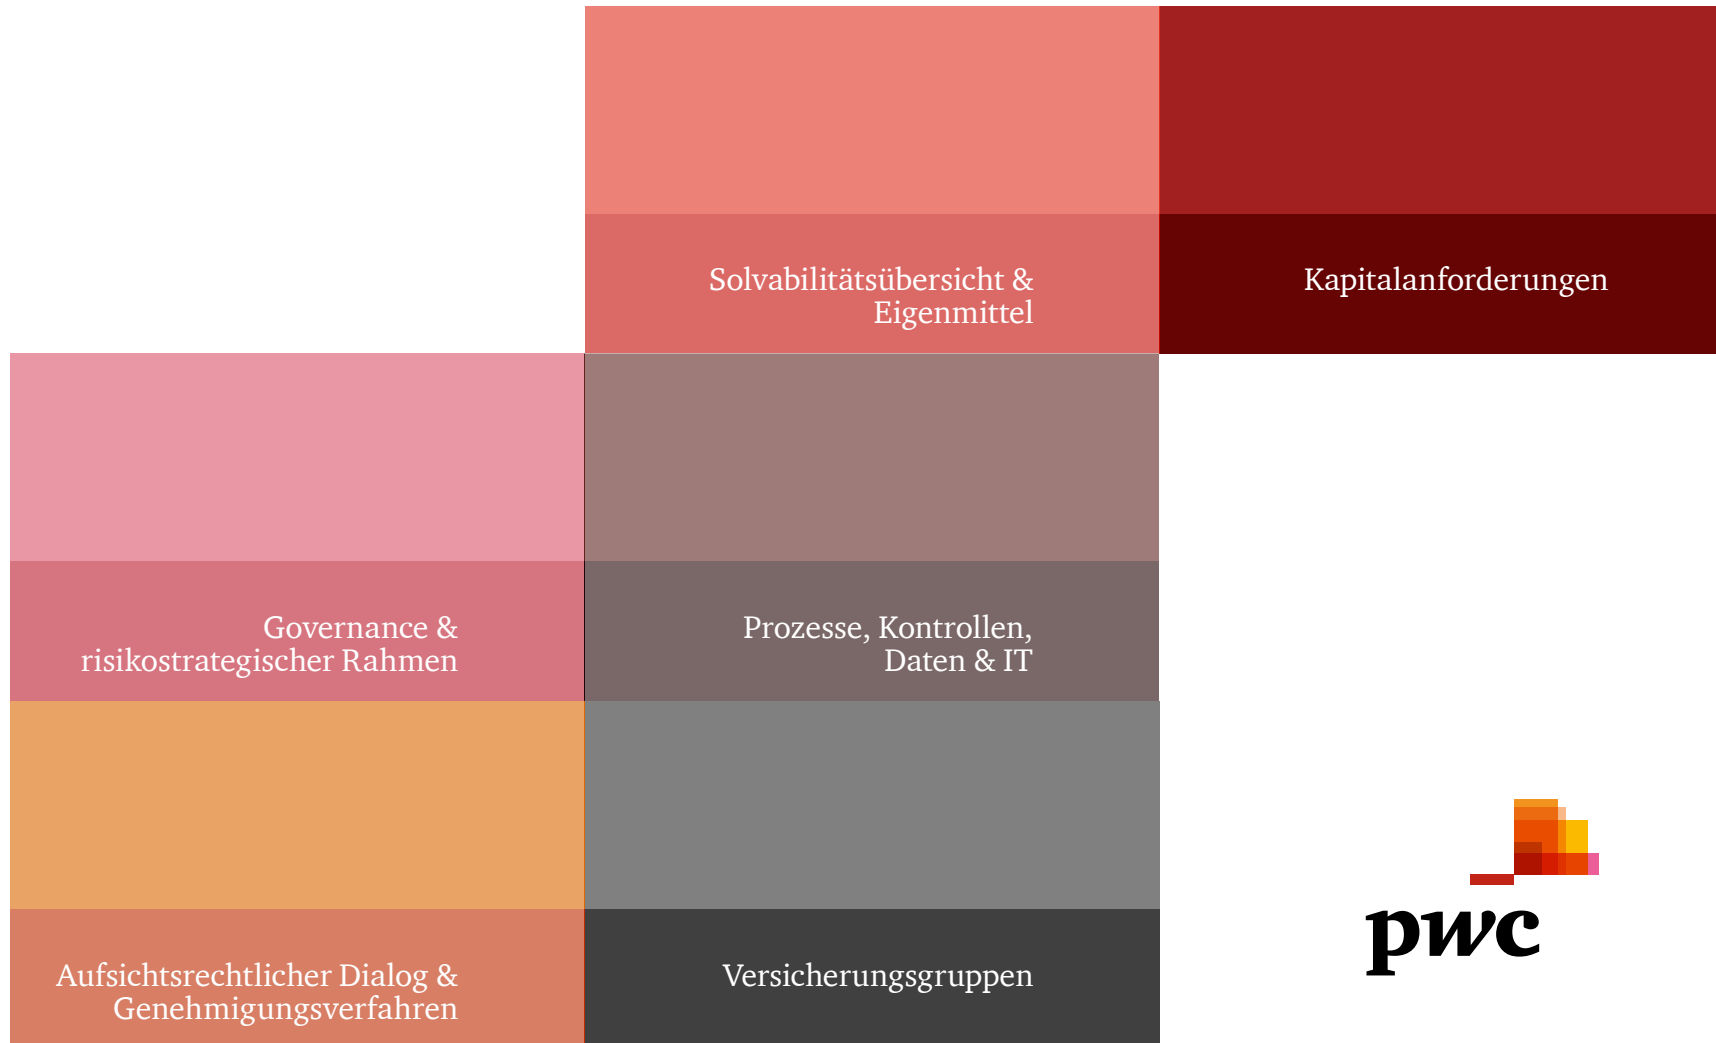 Solvabilitätsübersicht &
Eigenmittel
Kapitalanforderungen
Governance &
risikostrategischer Rahmen
Prozesse, Kontrollen,
Daten & IT
Aufsichtsrechtlicher Dialog &
Genehmigungsverfahren
Versicherungsgruppen
pwc